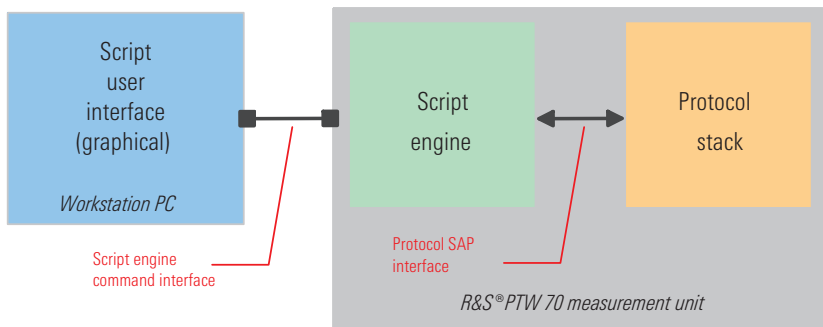 Script
user
interface
(graphical)
Workstation PC
Script
engine
Protocol
stack
Script engine
command interface
Protocol SAP
interface
R&S®PTW 70 measurement unit